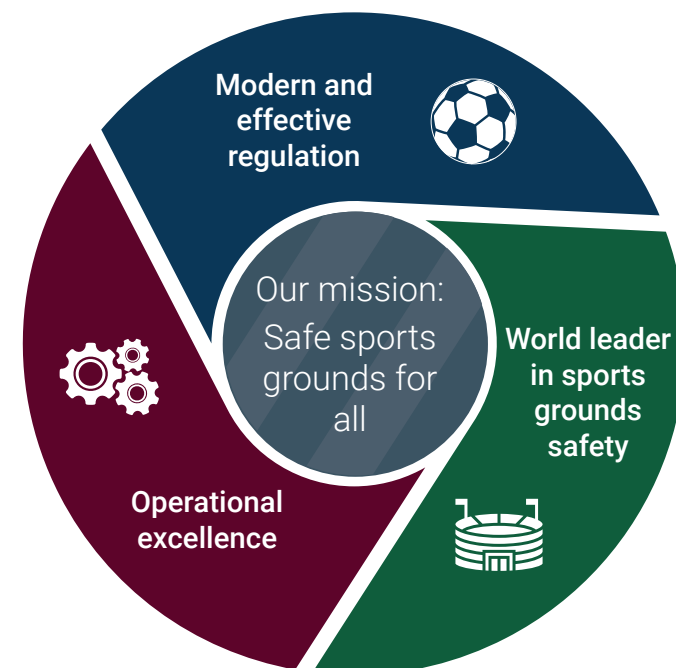 Modern and
effective
regulation
Our mission:
Safe sports
grounds for
all
World leader
in sports
grounds
safety
Operational
excellence